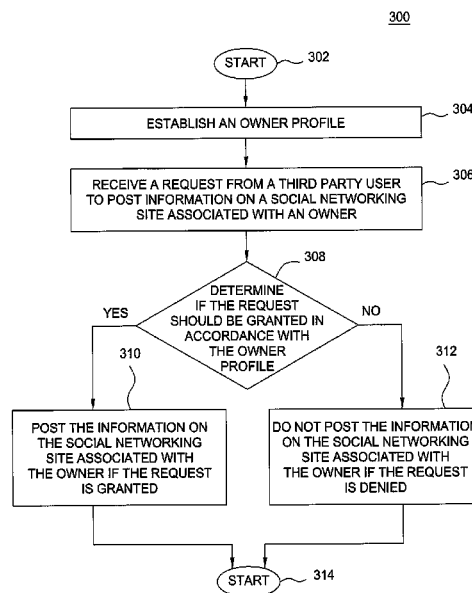 300
START
302
ESTABLISH AN OWNER PROFILE
304
RECEIVE A REQUEST FROM A THIRD PARTY USER
TO POST INFORMATION ON A SOCIAL NETWORKING
SITE ASSOCIATED WITH AN OWNER
306
308
DETERMINE
IF THE REQUEST
SHOULD BE GRANTED IN
ACCORDANCE WITH
THE OWNER
PROFILE
YES
NO
310
312
POST THE INFORMATION ON
THE SOCIAL NETWORKING
SITE ASSOCIATED WITH
THE OWNER IF THE REQUEST
IS GRANTED
DO NOT POST THE INFORMATION
ON THE SOCIAL NETWORKING
SITE ASSOCIATED WITH
THE OWNER IF THE REQUEST
IS DENIED
START
314